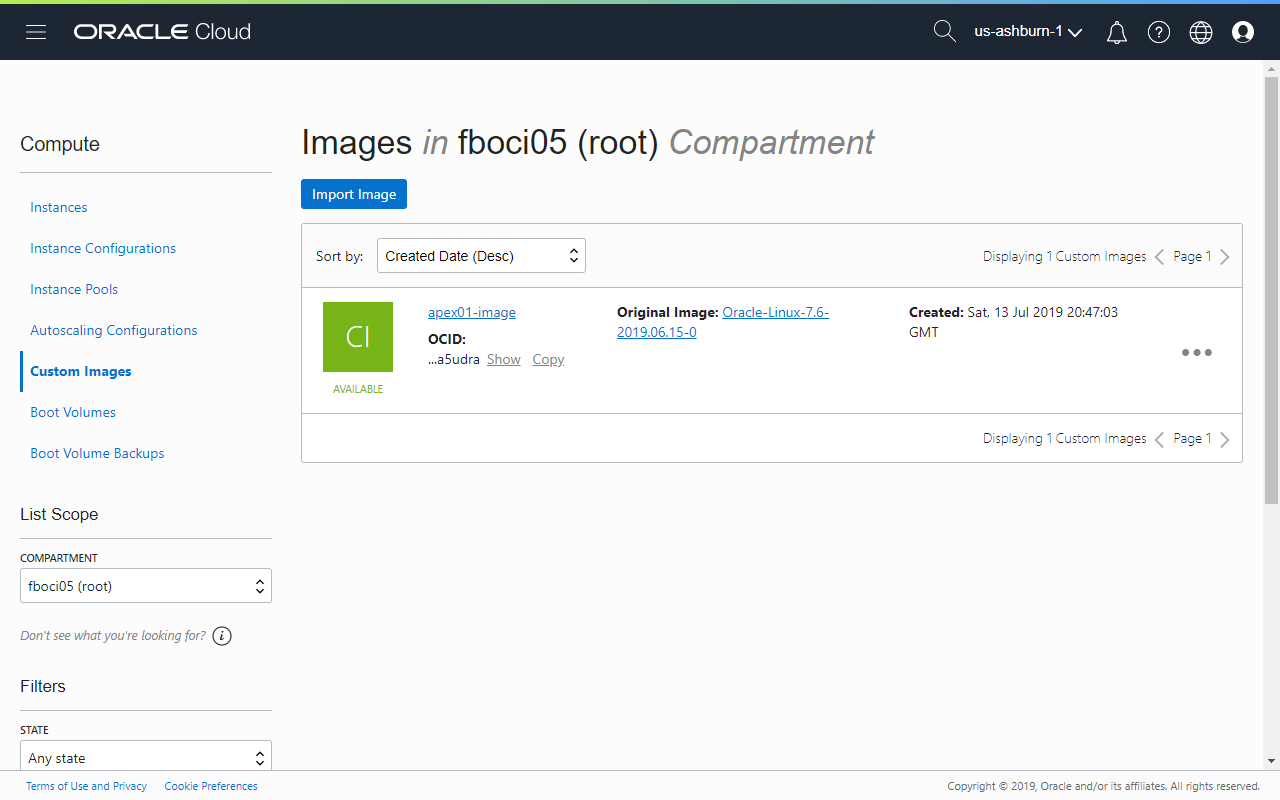 ORACLE Cloud
us-ashburn-1
Compute
Instances
Instance Configurations
Instance Pools
Autoscaling Configurations
Custom Images
Boot Volumes
Boot Volume Backups
List Scope
COMPARTMENT
fboci05 (root)
Don't see what you're looking for?
Filters
STATE
Any state
Images in fboci05 (root) Compartment
Import Image
Sort by: Created Date (Desc)
Displaying 1 Custom Images Page 1
CI
AVAILABLE
apex01-image
OCID:
...a5udra Show Copy
Original Image: Oracle-Linux-7.6-
2019.06.15-0
Created: Sat, 13 Jul 2019 20:47:03
GMT
Displaying 1 Custom Images Page 1
Terms of Use and Privacy Cookie Preferences
Copyright © 2019, Oracle and/or its affiliates. All rights reserved.